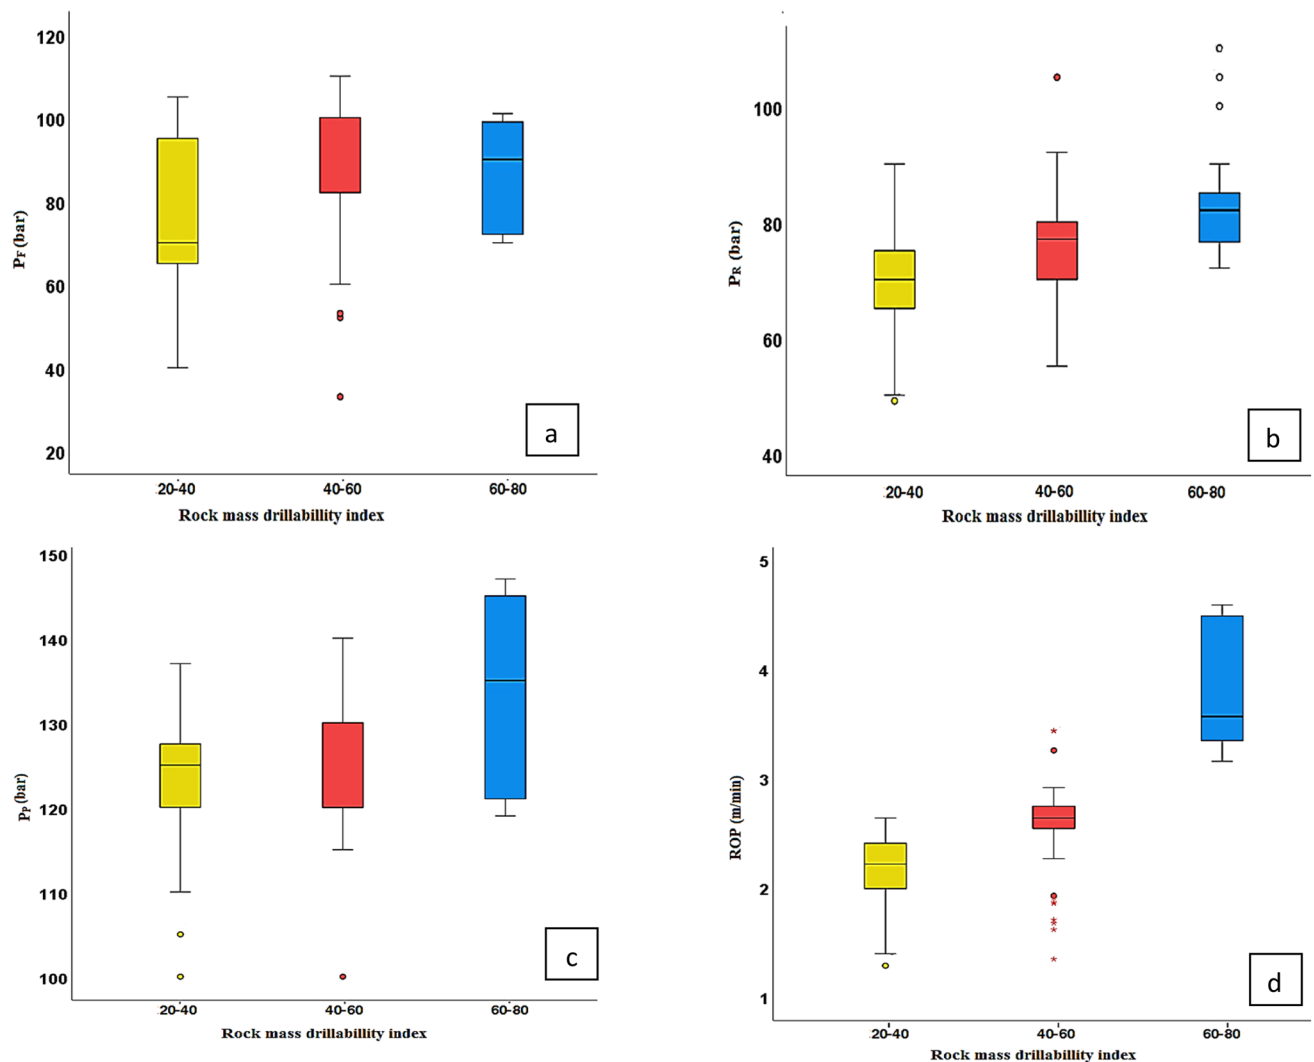 120
100
80
60
40
20
P_F (bar)
.20-40 40-60 60-80
Rock mass drillabillity index
a
100
80
60
40
P_R (bar)
.20-40 40-60 60-80
Rock mass drillabillity index
b
150
140
130
120
110
100
P_P (bar)
.20-40 40-60 60-80
Rock mass drillabillity index
c
5
4
3
2
1
ROP (m/min)
.20-40 40-60 60-80
Rock mass drillabillity index
d